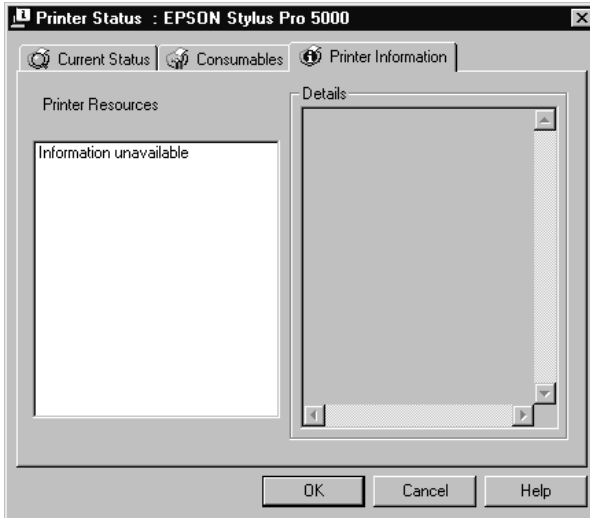 Printer Status : EPSON Stylus Pro 5000
Current Status Consumables Printer Information
Printer Resources
Details
Information unavailable
OK Cancel Help